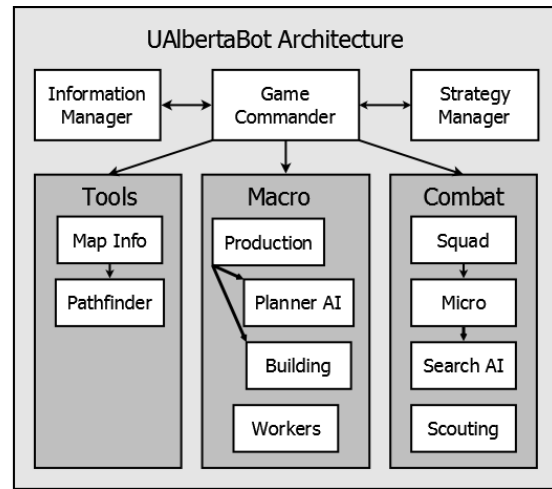 UAlbertaBot Architecture
Information
Manager
Game
Commander
Strategy
Manager
Tools
Map Info
Pathfinder
Macro
Production
Planner AI
Building
Workers
Combat
Squad
Micro
Search AI
Scouting